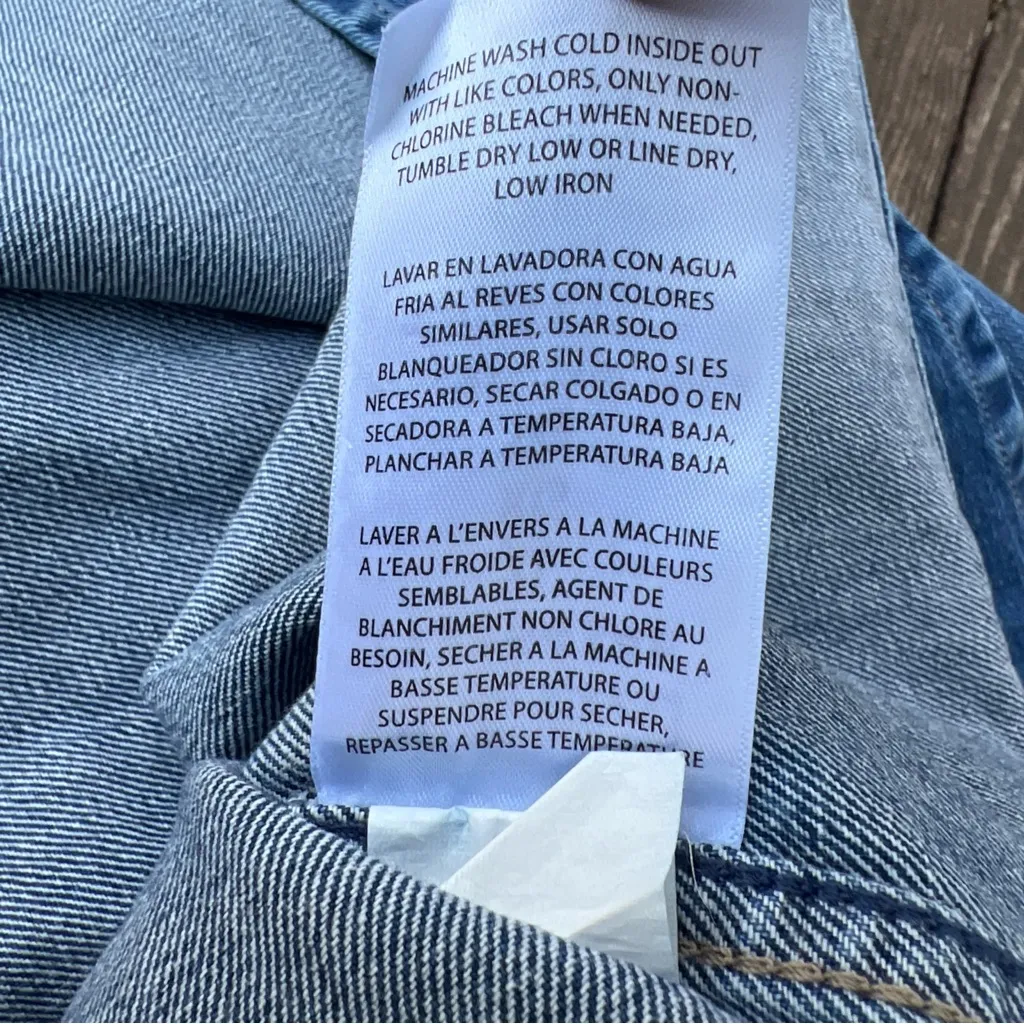 MACHINE WASH COLD INSIDE OUT
WITH LIKE COLORS, ONLY NON-
CHLORINE BLEACH WHEN NEEDED,
TUMBLE DRY LOW OR LINE DRY,
LOW IRON
LAVAR EN LAVADORA CON AGUA
FRIA AL REVES CON COLORES
SIMILARES, USAR SOLO
BLANQUEADOR SIN CLORO SI ES
NECESARIO, SECAR COLGADO O EN
SECADORA A TEMPERATURA BAJA,
PLANCHAR A TEMPERATURA BAJA
LAVER A L'ENVERS A LA MACHINE
A L'EAU FROIDE AVEC COULEURS
SEMBLABLES, AGENT DE
BLANCHIMENT NON CHLORE AU
BESOIN, SECHER A LA MACHINE A
BASSE TEMPERATURE OU
SUSPENDRE POUR SECHER,
REPASSER A BASSE TEMPERATURE